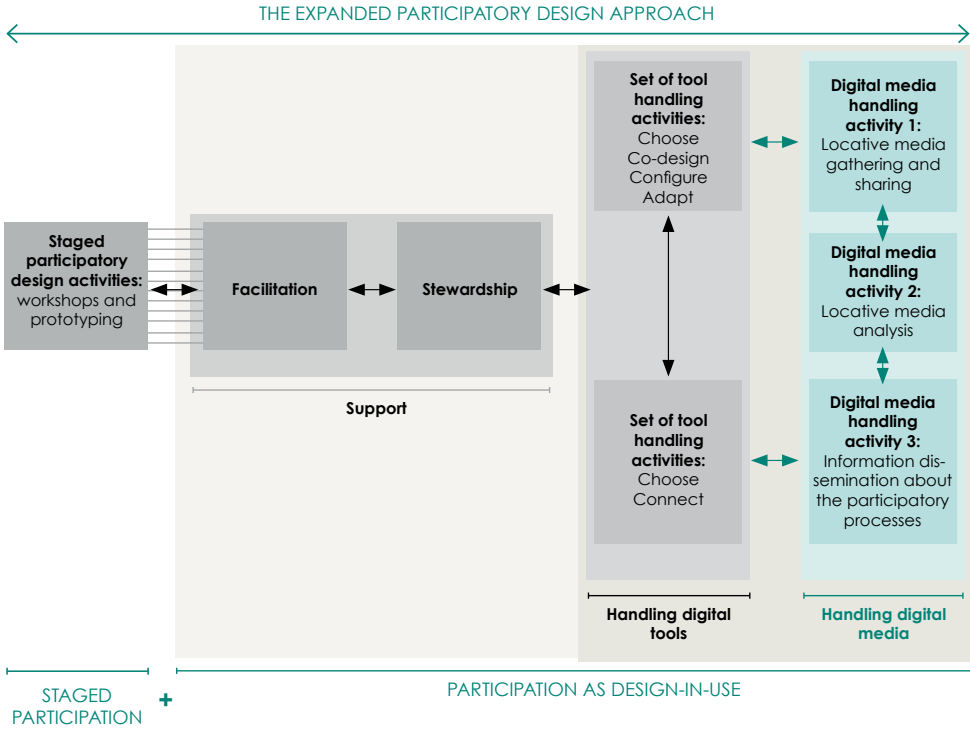 THE EXPANDED PARTICIPATORY DESIGN APPROACH
Staged
participatory
design activities:
workshops and
prototyping
Facilitation
Stewardship
Support
Set of tool
handling
activities:
Choose
Co-design
Configure
Adapt
Set of tool
handling
activities:
Choose
Connect
Handling digital
tools
Digital media
handling
activity 1:
Locative media
gathering and
sharing
Digital media
handling
activity 2:
Locative media
analysis
Digital media
handling
activity 3:
Information dis-
semination about
the participatory
processes
Handling digital
media
STAGED
PARTICIPATION
+
PARTICIPATION AS DESIGN-IN-USE